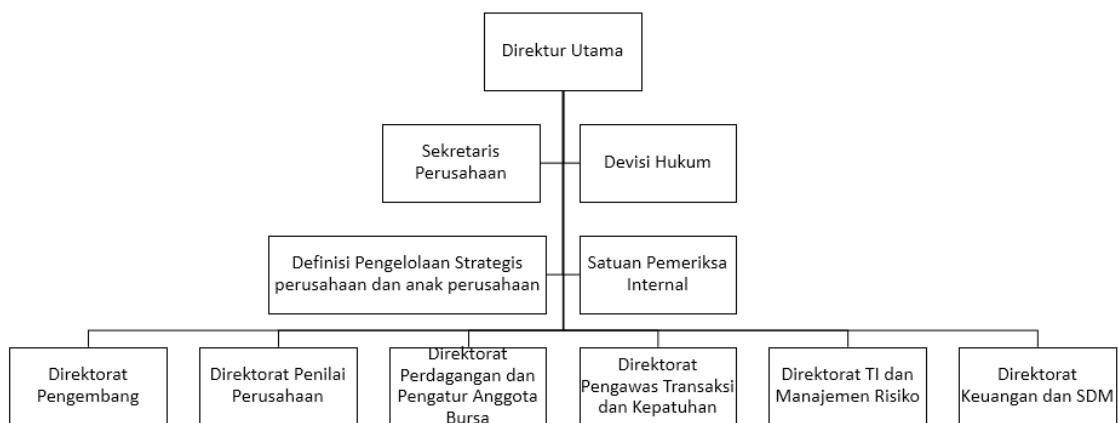 Direktur Utama
Sekretaris
Perusahaan
Devisi Hukum
Definisi Pengelolaan Strategis
perusahaan dan anak perusahaan
Satuan Pemeriksa
Internal
Direktorat
Pengembang
Direktorat Penilai
Perusahaan
Direktorat
Perdagangan dan
Pengatur Anggota
Bursa
Direktorat
Pengawas Transaksi
dan Kepatuhan
Direktorat TI dan
Manajemen Risiko
Direktorat
Keuangan dan SDM